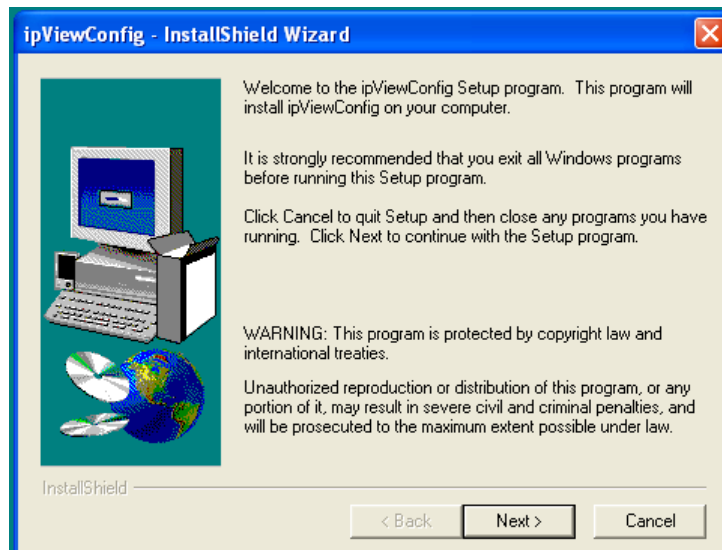 ipViewConfig - InstallShield Wizard
Welcome to the ipViewConfig Setup program. This program will
install ipViewConfig on your computer.
It is strongly recommended that you exit all Windows programs
before running this Setup program.
Click Cancel to quit Setup and then close any programs you have
running. Click Next to continue with the Setup program.
WARNING: This program is protected by copyright law and
international treaties.
Unauthorized reproduction or distribution of this program, or any
portion of it, may result in severe civil and criminal penalties, and
will be prosecuted to the maximum extent possible under law.
InstallShield
< Back Next > Cancel